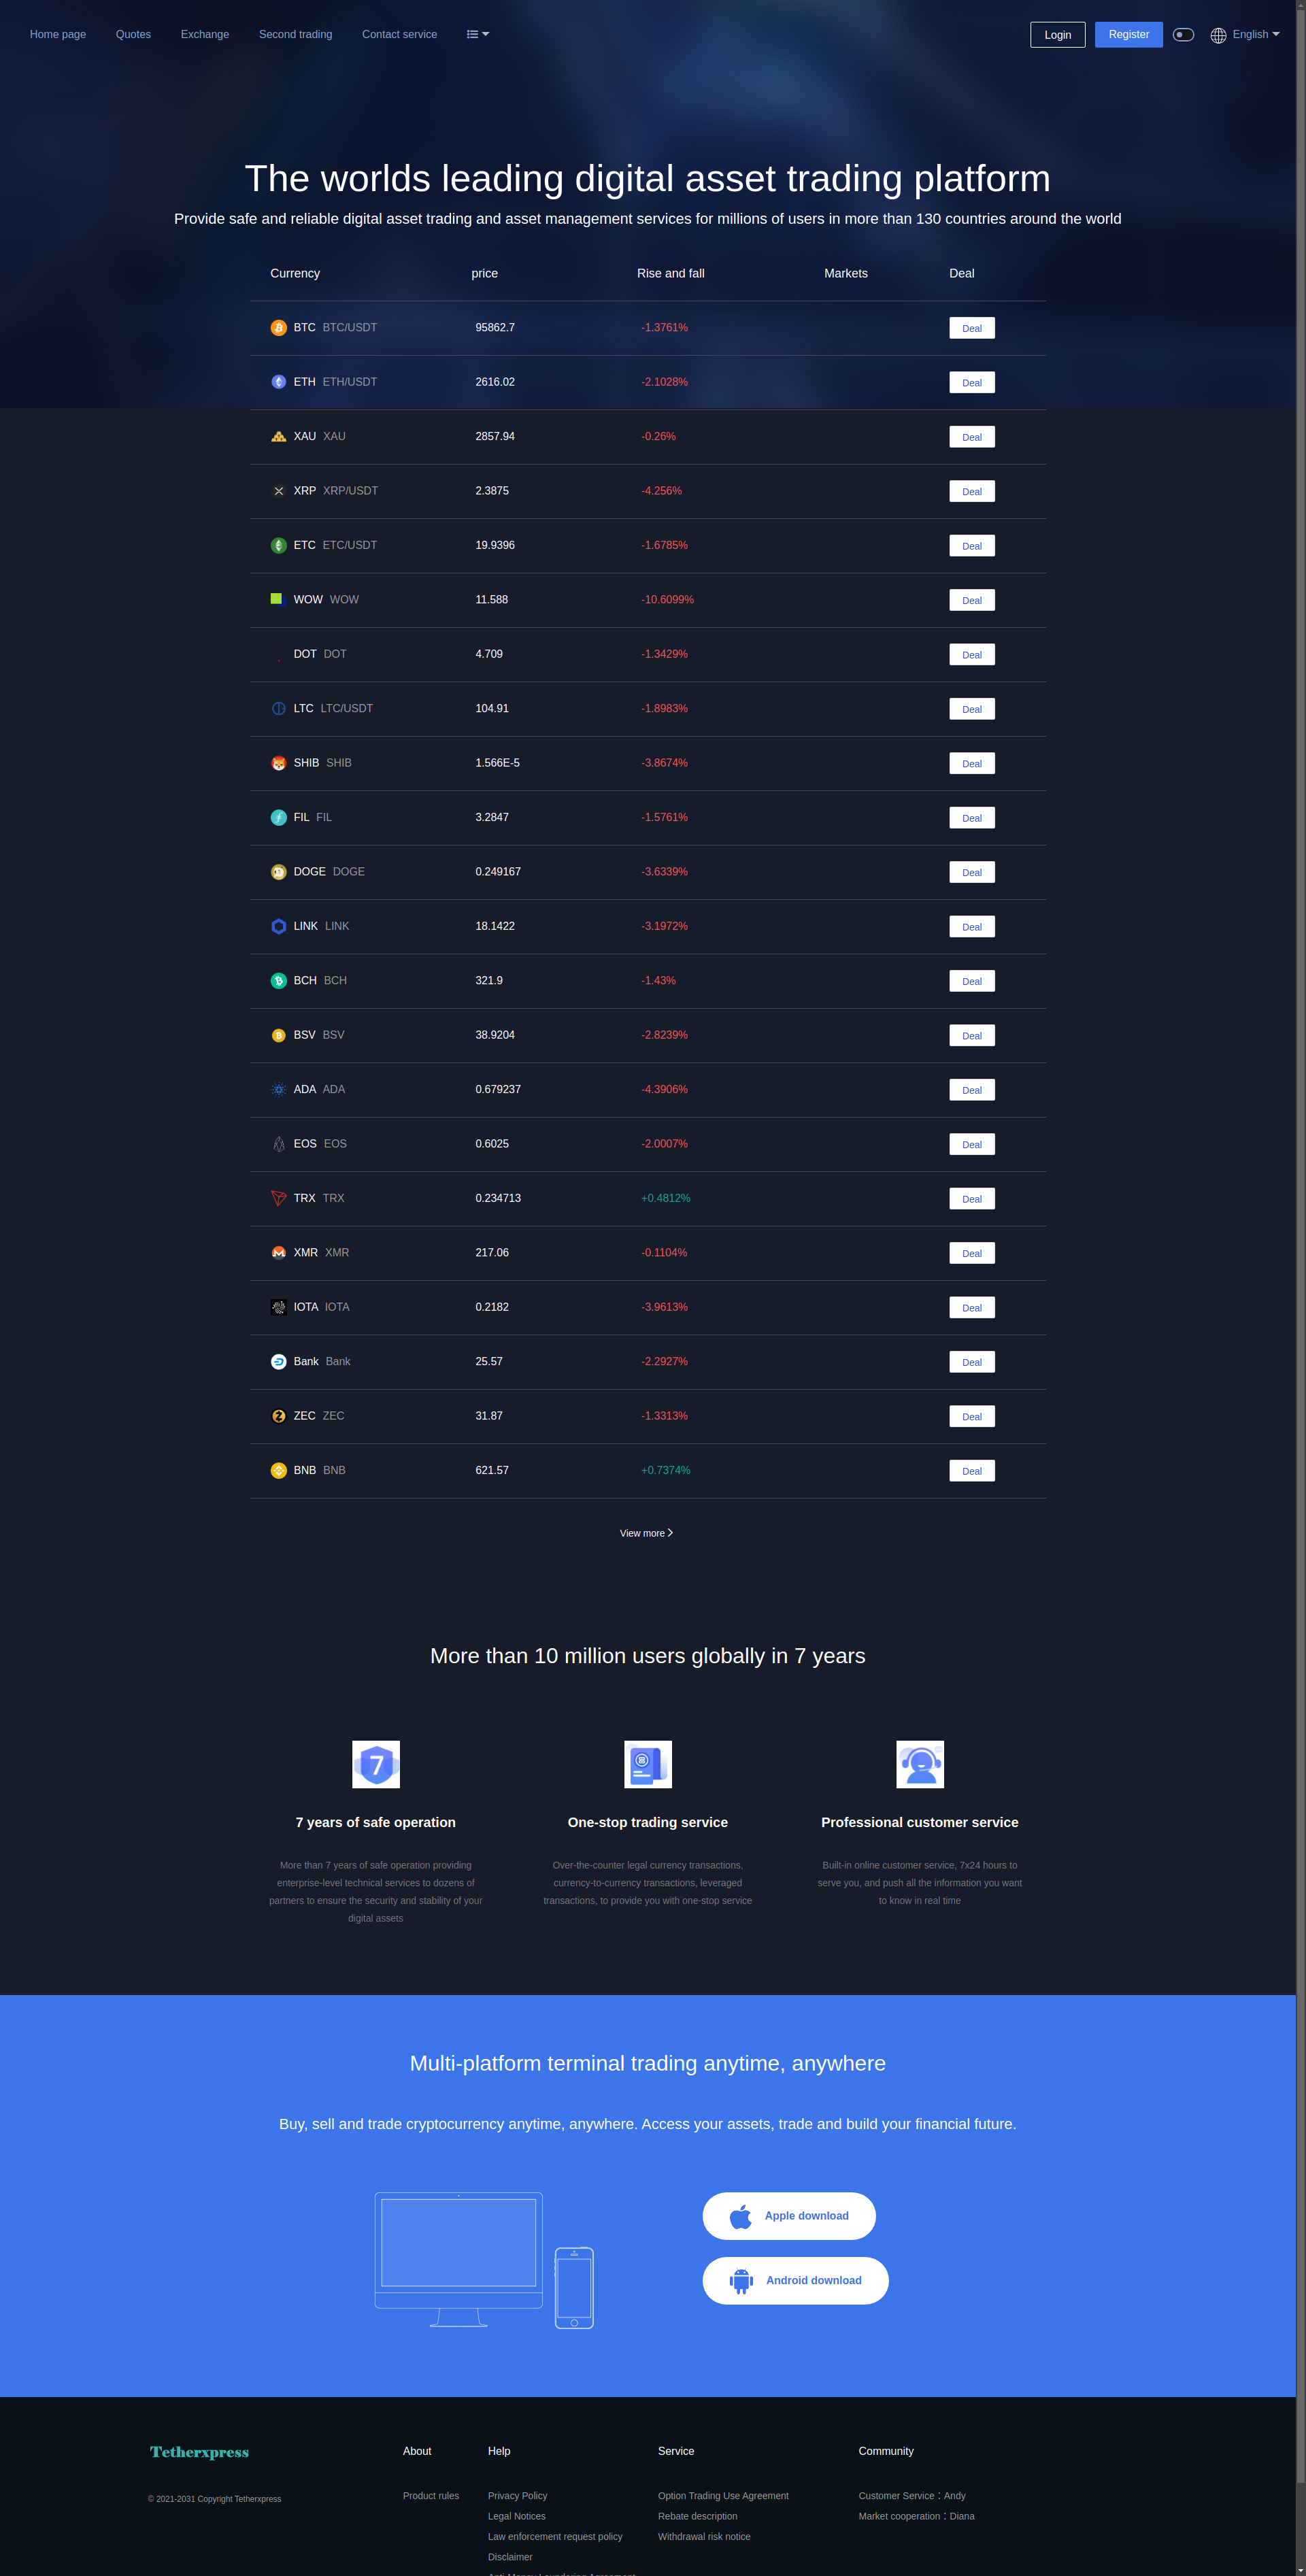 Home page Quotes Exchange Second trading Contact service Login Register English
The worlds leading digital asset trading platform
Provide safe and reliable digital asset trading and asset management services for millions of users in more than 130 countries around the world
Currency price Rise and fall Markets Deal
BTC BTC/USDT 95862.7 -1.3761% Deal
ETH ETH/USDT 2616.02 -2.1028% Deal
XAU XAU 2857.94 -0.26% Deal
XRP XRP/USDT 2.3875 -4.256% Deal
ETC ETC/USDT 19.9396 -1.6785% Deal
WOW WOW 11.588 -10.6099% Deal
DOT DOT 4.709 -1.3429% Deal
LTC LTC/USDT 104.91 -1.8983% Deal
SHIB SHIB 1.566E-5 -3.8674% Deal
FIL FIL 3.2847 -1.5761% Deal
DOGE DOGE 0.249167 -3.6339% Deal
LINK LINK 18.1422 -3.1972% Deal
BCH BCH 321.9 -1.43% Deal
BSV BSV 38.9204 -2.8239% Deal
ADA ADA 0.679237 -4.3906% Deal
EOS EOS 0.6025 -2.0007% Deal
TRX TRX 0.234713 +0.4812% Deal
XMR XMR 217.06 -0.1104% Deal
IOTA IOTA 0.2182 -3.9613% Deal
Bank Bank 25.57 -2.2927% Deal
ZEC ZEC 31.87 -1.3313% Deal
BNB BNB 621.57 +0.7374% Deal
View more
More than 10 million users globally in 7 years
7
7 years of safe operation
More than 7 years of safe operation providing
enterprise-level technical services to dozens of
partners to ensure the security and stability of your
digital assets
One-stop trading service
Over-the-counter legal currency transactions,
currency-to-currency transactions, leveraged
transactions, to provide you with one-stop service
Professional customer service
Built-in online customer service, 7x24 hours to
serve you, and push all the information you want
to know in real time
Multi-platform terminal trading anytime, anywhere
Buy, sell and trade cryptocurrency anytime, anywhere. Access your assets, trade and build your financial future.
Apple download
Android download
Tetherxpress
© 2021-2031 Copyright Tetherxpress
About
Product rules
Help
Privacy Policy
Legal Notices
Law enforcement request policy
Disclaimer
Anti-Money Laundering Agreement
Service
Option Trading Use Agreement
Rebate description
Withdrawal risk notice
Community
Customer Service：Andy
Market cooperation：Diana